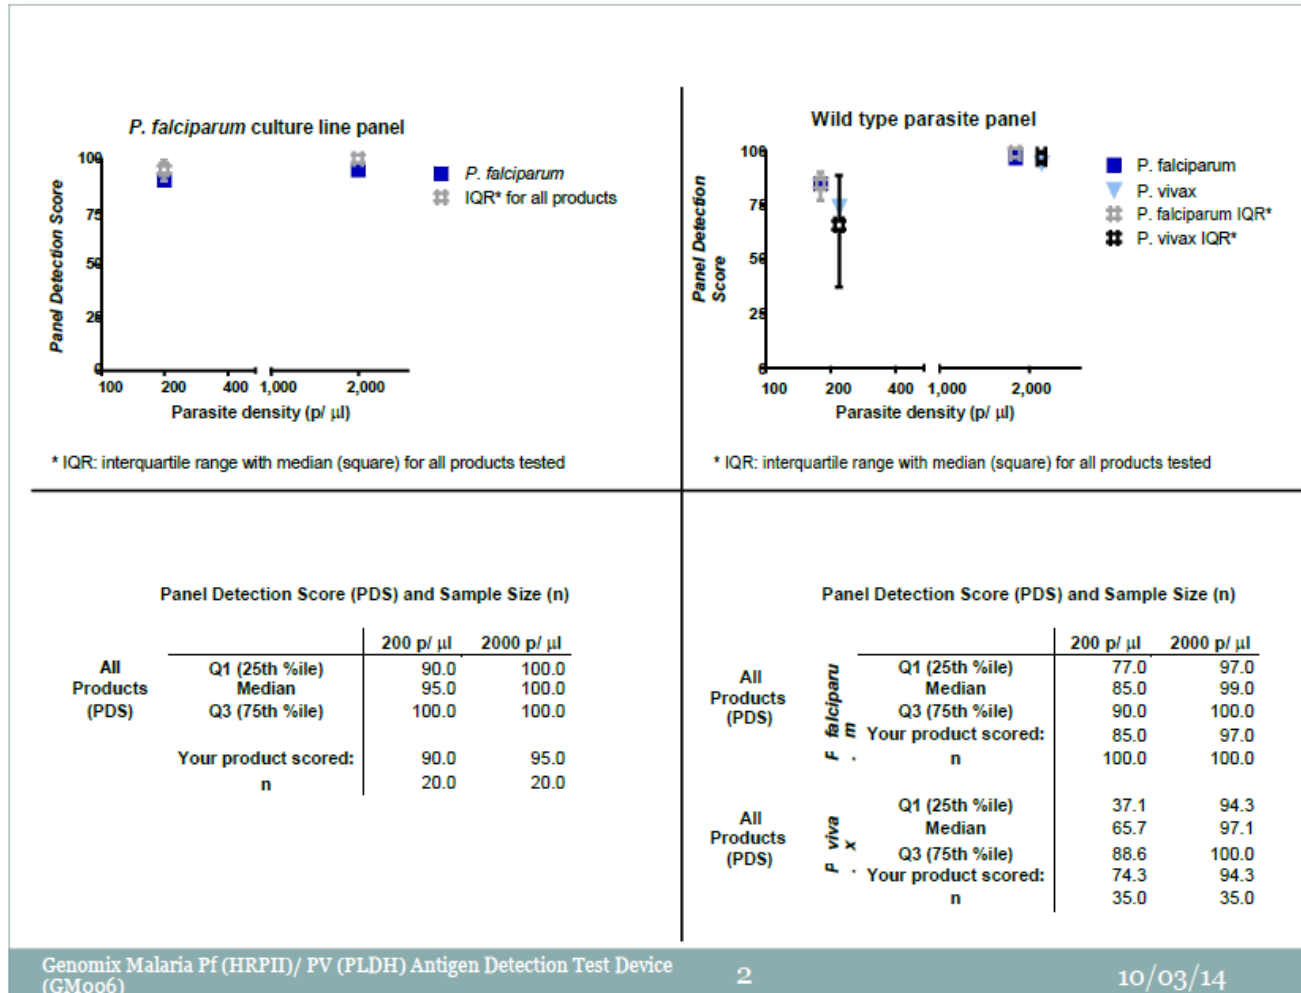 P. falciparum culture line panel
100
75
50
25
0
Panel Detection Score
100 200 400 1,000 2,000
Parasite density (p/ µl)
P. falciparum
IQR* for all products
* IQR: interquartile range with median (square) for all products tested
Wild type parasite panel
100
75
50
25
0
Panel Detection
Score
100 200 400 1,000 2,000
Parasite density (p/ µl)
P. falciparum
P. vivax
P. falciparum IQR*
P. vivax IQR*
* IQR: interquartile range with median (square) for all products tested
Panel Detection Score (PDS) and Sample Size (n)
200 p/ µl 2000 p/ µl
All
Products
(PDS)
Q1 (25th %ile) 90.0 100.0
Median 95.0 100.0
Q3 (75th %ile) 100.0 100.0
Your product scored: 90.0 95.0
n 20.0 20.0
Panel Detection Score (PDS) and Sample Size (n)
200 p/ µl 2000 p/ µl
All
Products
(PDS)
P. falciparu
m
Q1 (25th %ile) 77.0 97.0
Median 85.0 99.0
Q3 (75th %ile) 90.0 100.0
Your product scored: 85.0 97.0
n 100.0 100.0
All
Products
(PDS)
P. viva
x
Q1 (25th %ile) 37.1 94.3
Median 65.7 97.1
Q3 (75th %ile) 88.6 100.0
Your product scored: 74.3 94.3
n 35.0 35.0
Genomix Malaria Pf (HRPII)/ PV (PLDH) Antigen Detection Test Device
(GM006)
2
10/03/14